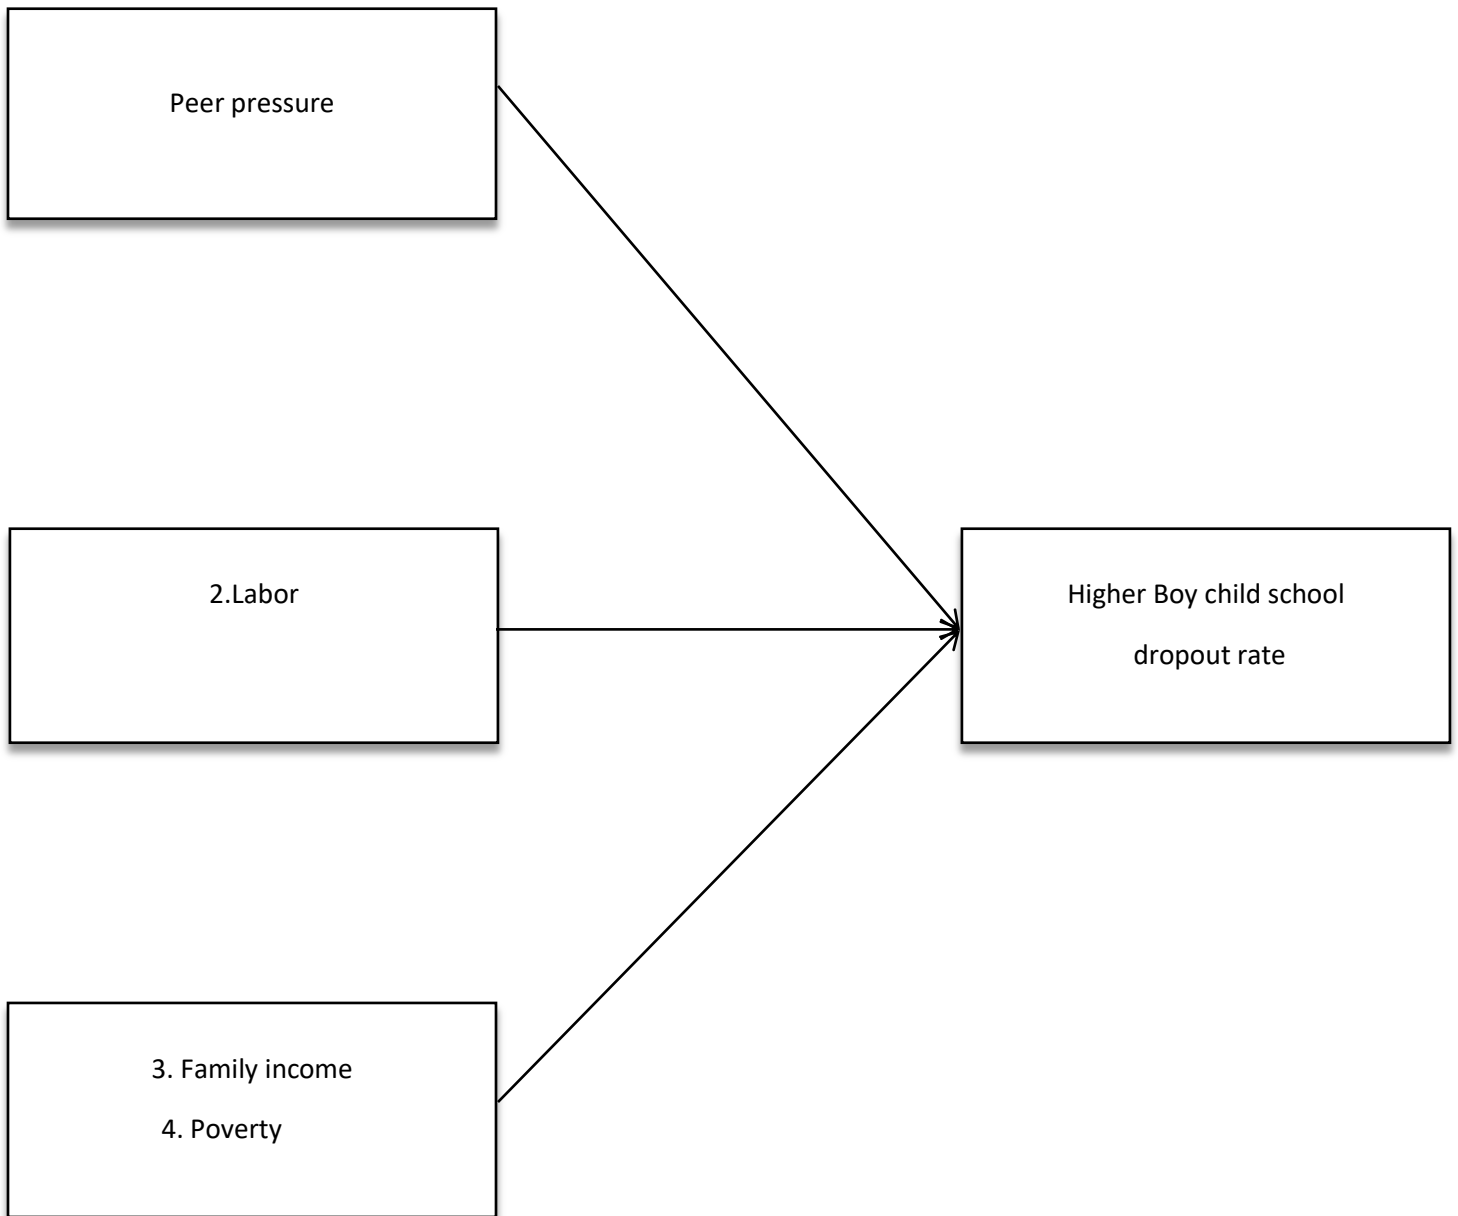 Peer pressure
2.Labor
Higher Boy child school
dropout rate
3. Family income
4. Poverty